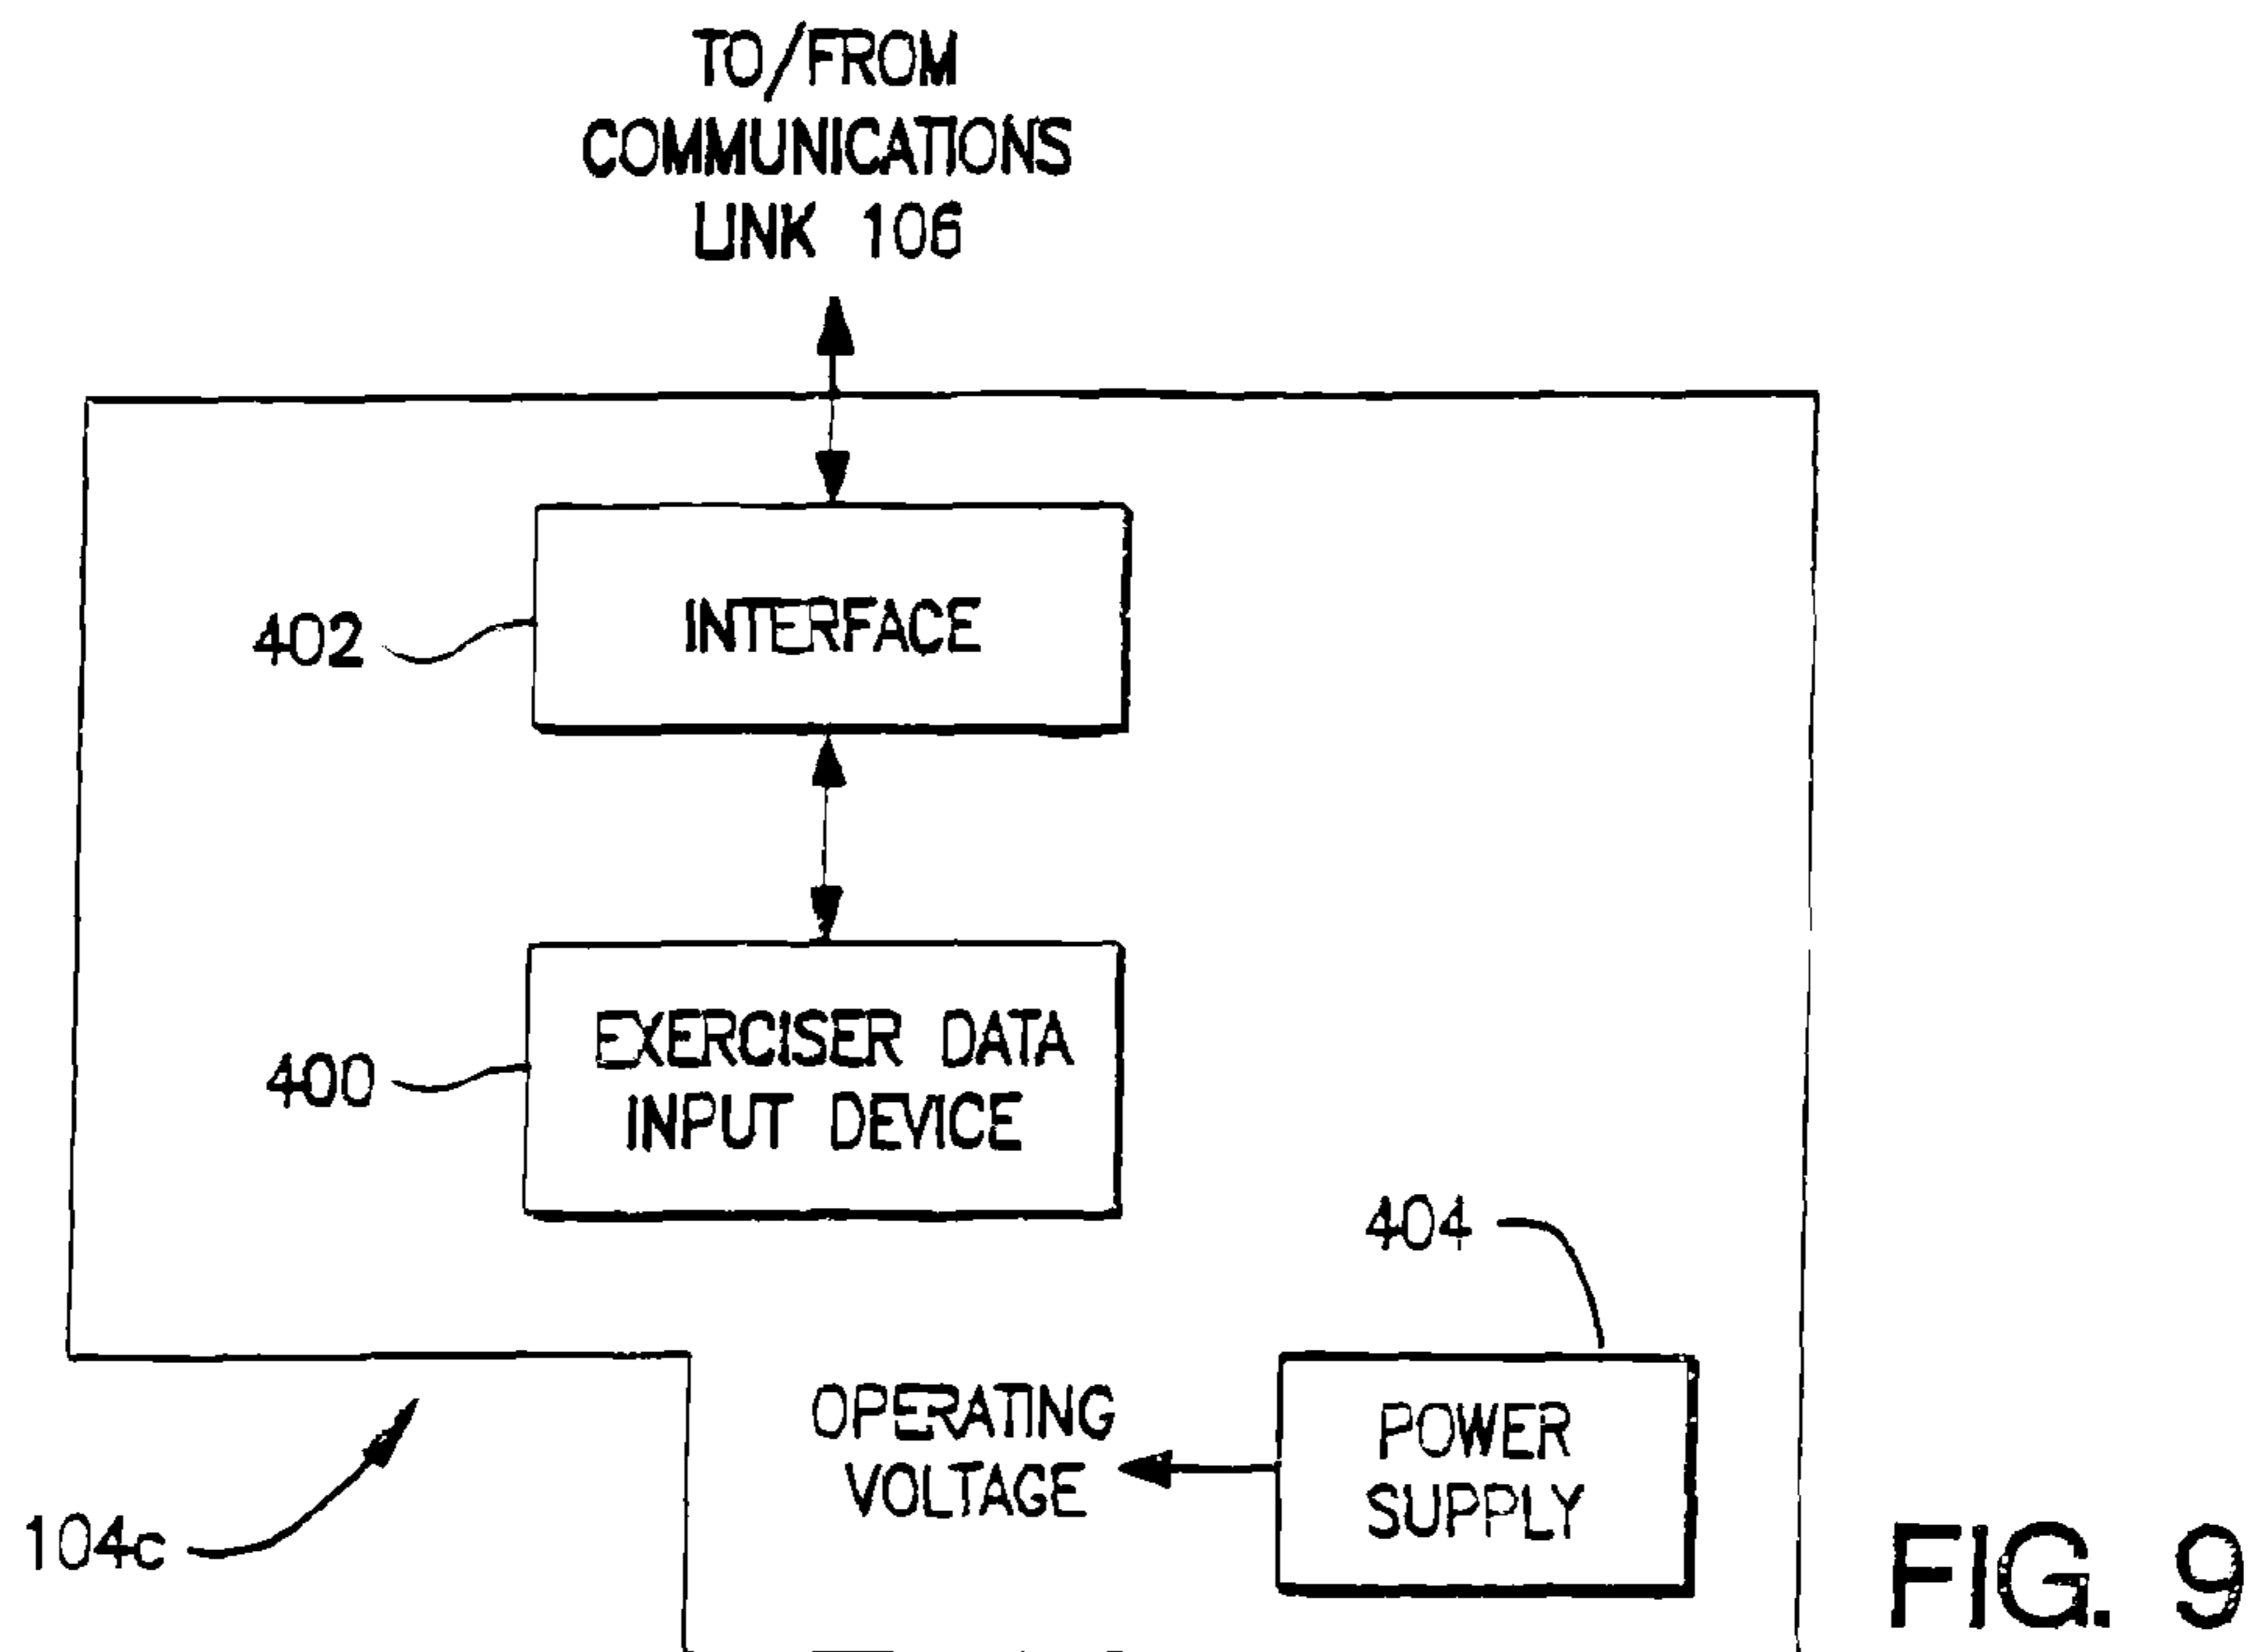 TO/FROM
COMMUNICATIONS
LINK 106
402
INTERFACE
400
EXERCISER DATA
INPUT DEVICE
404
OPERATING
VOLTAGE
POWER
SUPPLY
104c
FIG. 9